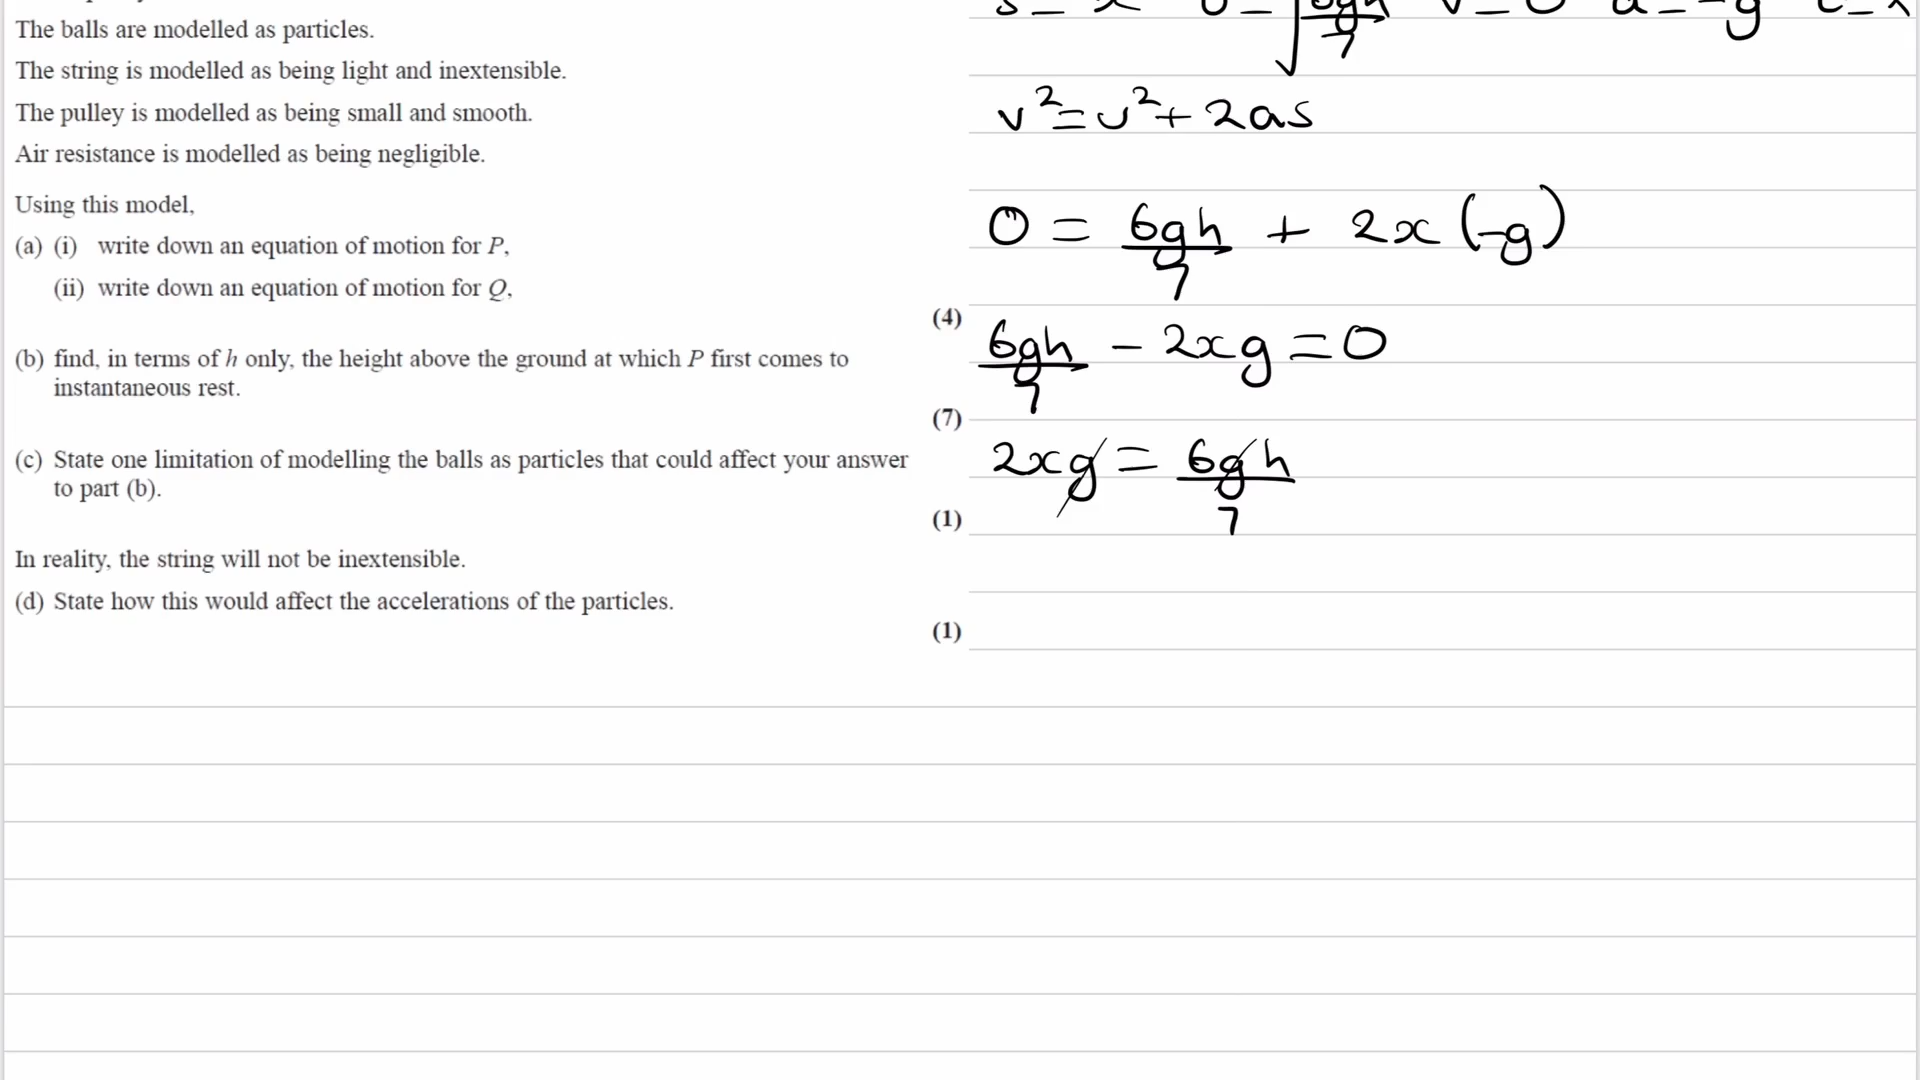 The balls are modelled as particles.
The string is modelled as being light and inextensible.
The pulley is modelled as being small and smooth.
Air resistance is modelled as being negligible.
Using this model,
(a) (i) write down an equation of motion for P,
(ii) write down an equation of motion for Q,
(4)
(b) find, in terms of h only, the height above the ground at which P first comes to
instantaneous rest.
(7)
(c) State one limitation of modelling the balls as particles that could affect your answer
to part (b).
(1)
In reality, the string will not be inextensible.
(d) State how this would affect the accelerations of the particles.
(1)
v² = u² + 2as
0 = 6gh/7 + 2x(-g)
6gh/7 - 2xg = 0
2xg = 6gh/7